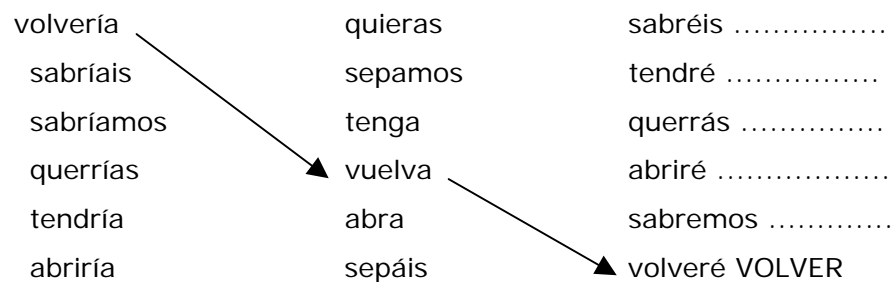 volvería quieras sabréis ................
sabríais sepamos tendré ................
sabríamos tenga querrás ...............
querrías vuelva abriré ..................
tendría abra sabremos .............
abriría sepáis volveré VOLVER